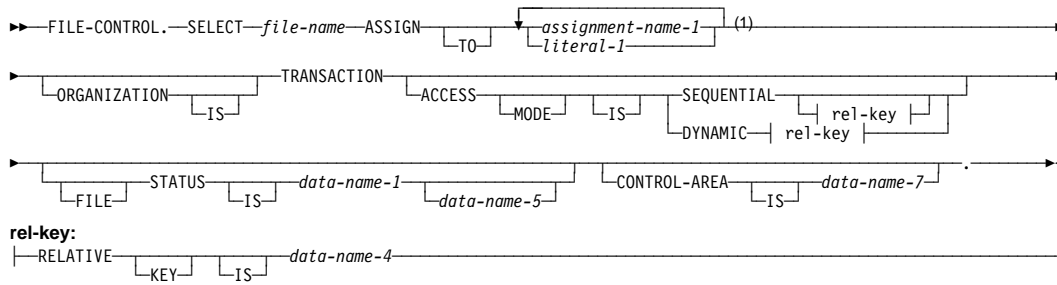 FILE-CONTROL. SELECT file-name ASSIGN TO assignment-name-1 (1)
literal-1
ORGANIZATION IS TRANSACTION ACCESS MODE IS SEQUENTIAL rel-key
DYNAMIC rel-key
FILE STATUS IS data-name-1 data-name-5 CONTROL-AREA IS data-name-7 .
rel-key:
RELATIVE KEY IS data-name-4